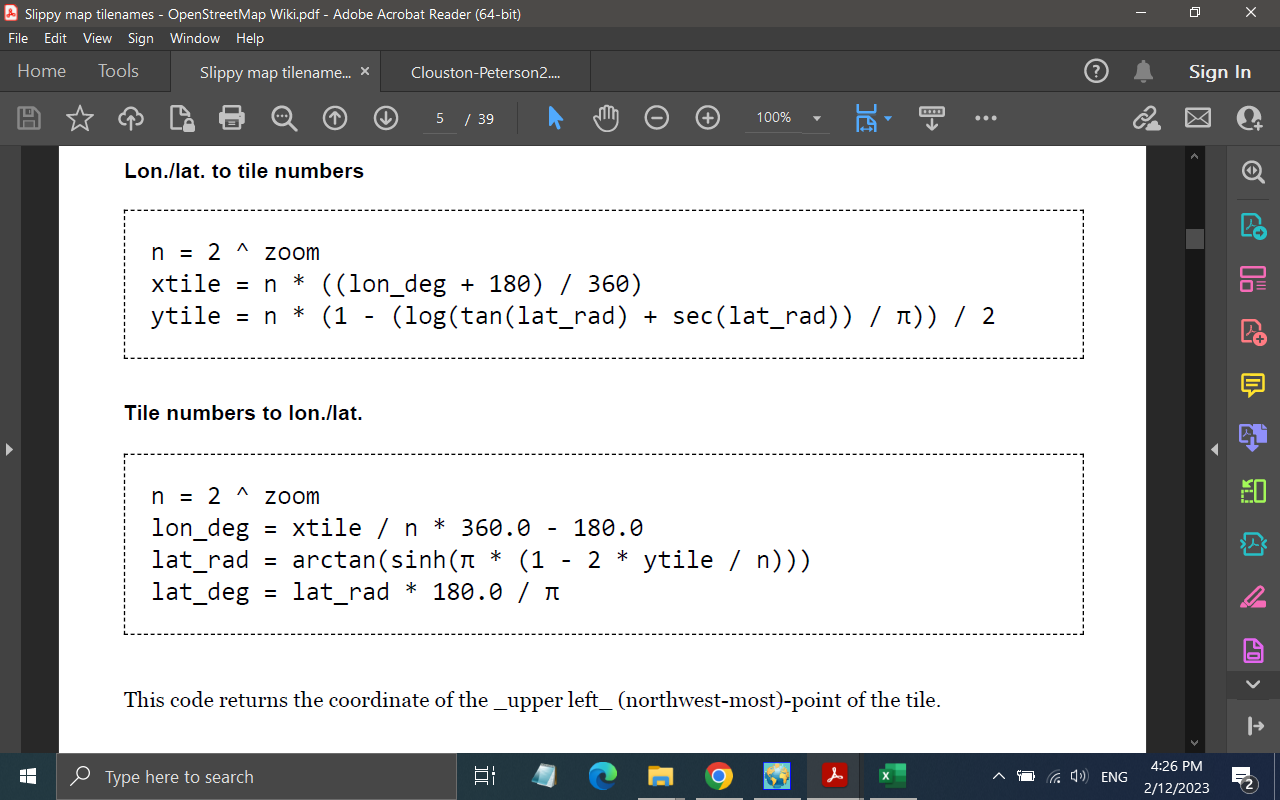 Slippy map tilenames - OpenStreetMap Wiki.pdf - Adobe Acrobat Reader (64-bit)
File Edit View Sign Window Help
Home Tools Slippy map tilename... × Clouston-Peterson2.... ? Sign In
5 / 39 100%
Lon./lat. to tile numbers
n = 2 ^ zoom
xtile = n * ((lon_deg + 180) / 360)
ytile = n * (1 - (log(tan(lat_rad) + sec(lat_rad)) / π)) / 2
Tile numbers to lon./lat.
n = 2 ^ zoom
lon_deg = xtile / n * 360.0 - 180.0
lat_rad = arctan(sinh(π * (1 - 2 * ytile / n)))
lat_deg = lat_rad * 180.0 / π
This code returns the coordinate of the _upper left_ (northwest-most)-point of the tile.
Type here to search
ENG
4:26 PM
2/12/2023
2